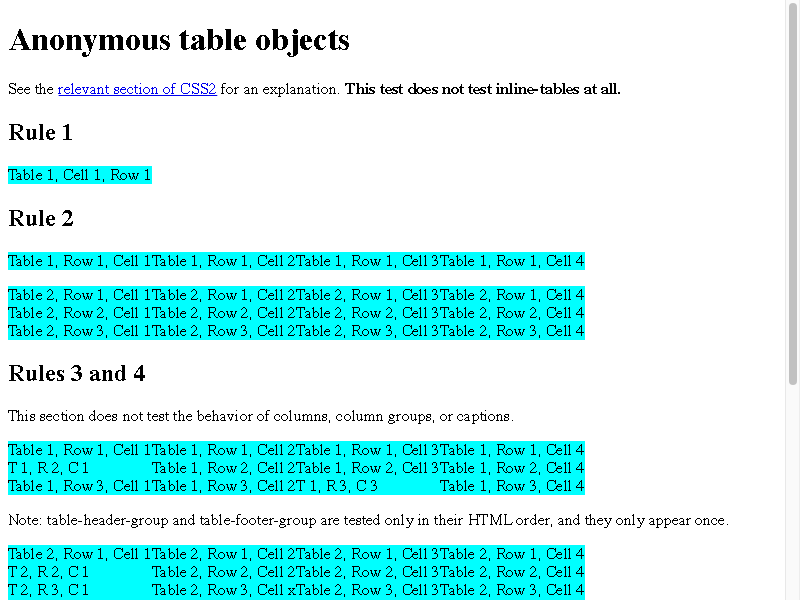 Anonymous table objects
See the relevant section of CSS2 for an explanation. This test does not test inline-tables at all.
Rule 1
Table 1, Cell 1, Row 1
Rule 2
Table 1, Row 1, Cell 1Table 1, Row 1, Cell 2Table 1, Row 1, Cell 3Table 1, Row 1, Cell 4
Table 2, Row 1, Cell 1Table 2, Row 1, Cell 2Table 2, Row 1, Cell 3Table 2, Row 1, Cell 4
Table 2, Row 2, Cell 1Table 2, Row 2, Cell 2Table 2, Row 2, Cell 3Table 2, Row 2, Cell 4
Table 2, Row 3, Cell 1Table 2, Row 3, Cell 2Table 2, Row 3, Cell 3Table 2, Row 3, Cell 4
Rules 3 and 4
This section does not test the behavior of columns, column groups, or captions.
Table 1, Row 1, Cell 1Table 1, Row 1, Cell 2Table 1, Row 1, Cell 3Table 1, Row 1, Cell 4
T 1, R 2, C 1 Table 1, Row 2, Cell 2Table 1, Row 2, Cell 3Table 1, Row 2, Cell 4
Table 1, Row 3, Cell 1Table 1, Row 3, Cell 2T 1, R 3, C 3 Table 1, Row 3, Cell 4
Note: table-header-group and table-footer-group are tested only in their HTML order, and they only appear once.
Table 2, Row 1, Cell 1Table 2, Row 1, Cell 2Table 2, Row 1, Cell 3Table 2, Row 1, Cell 4
T 2, R 2, C 1 Table 2, Row 2, Cell 2Table 2, Row 2, Cell 3Table 2, Row 2, Cell 4
T 2, R 3, C 1 Table 2, Row 3, Cell xTable 2, Row 3, Cell 3Table 2, Row 3, Cell 4